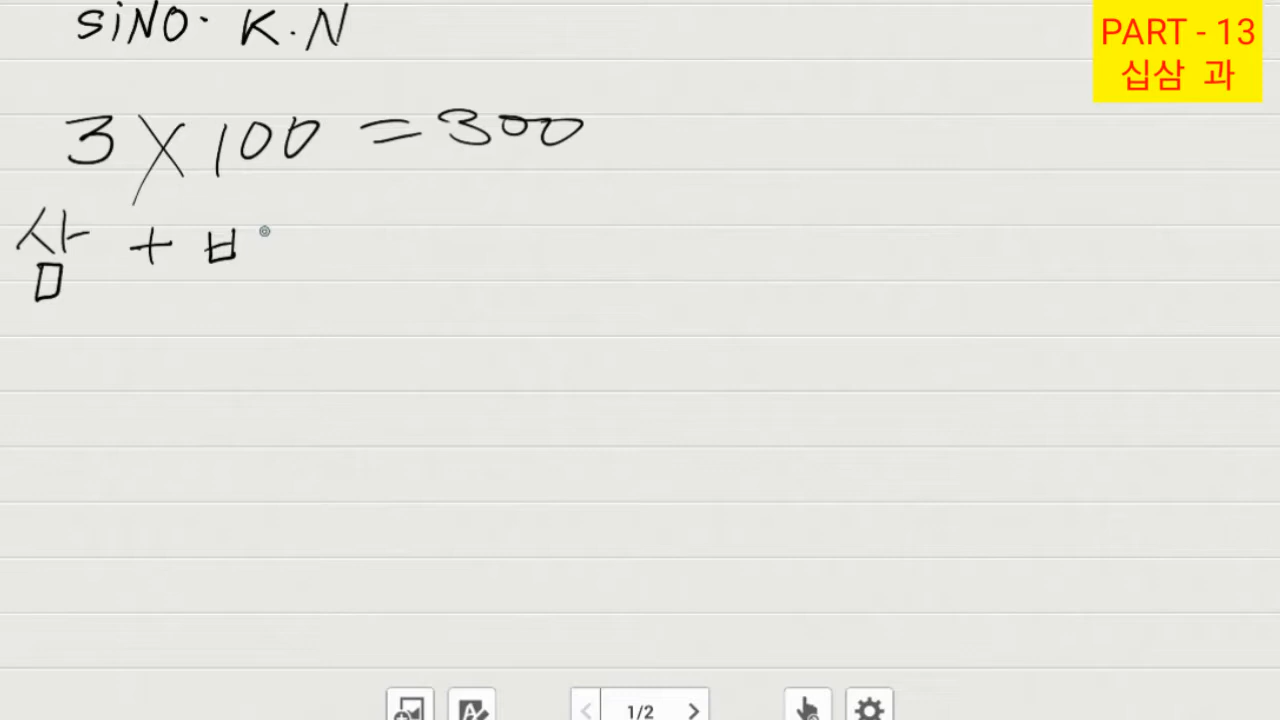 SiNO. K.N
PART - 13
십삼 과
3 X 100 = 300
삼 + ㅂ
1/2